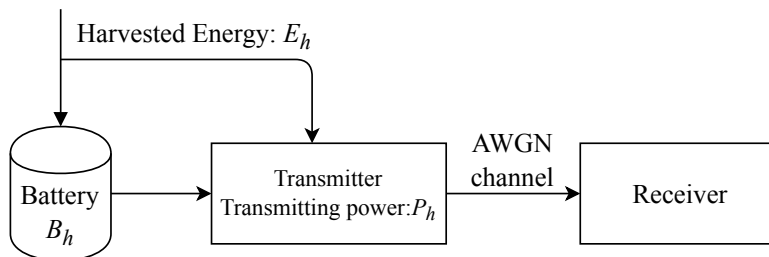 Harvested Energy: E_h
Battery
B_h
Transmitter
Transmitting power:P_h
AWGN
channel
Receiver